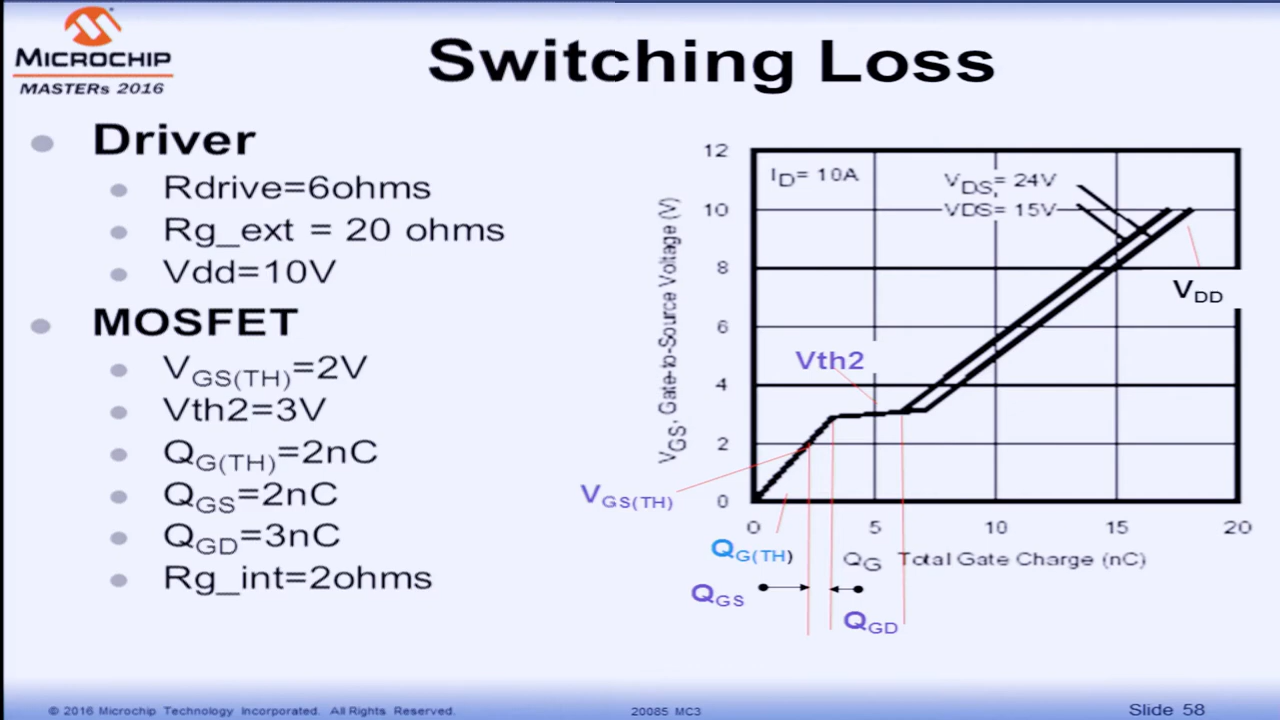 MICROCHIP
MASTERs 2016
Switching Loss
Driver
Rdrive=6ohms
Rg_ext = 20 ohms
Vdd=10V
MOSFET
VGS(TH)=2V
Vth2=3V
QG(TH)=2nC
QGS=2nC
QGD=3nC
Rg_int=2ohms
12
10
8
6
4
2
0
VGS, Gate-to-Source Voltage (V)
ID= 10A
VDS, = 24V
VDS= 15V
VDD
Vth2
VGS(TH)
0 5 10 15 20
QG(TH)
QG Total Gate Charge (nC)
QGS
QGD
© 2016 Microchip Technology Incorporated. All Rights Reserved.
20085 MC3
Slide 58